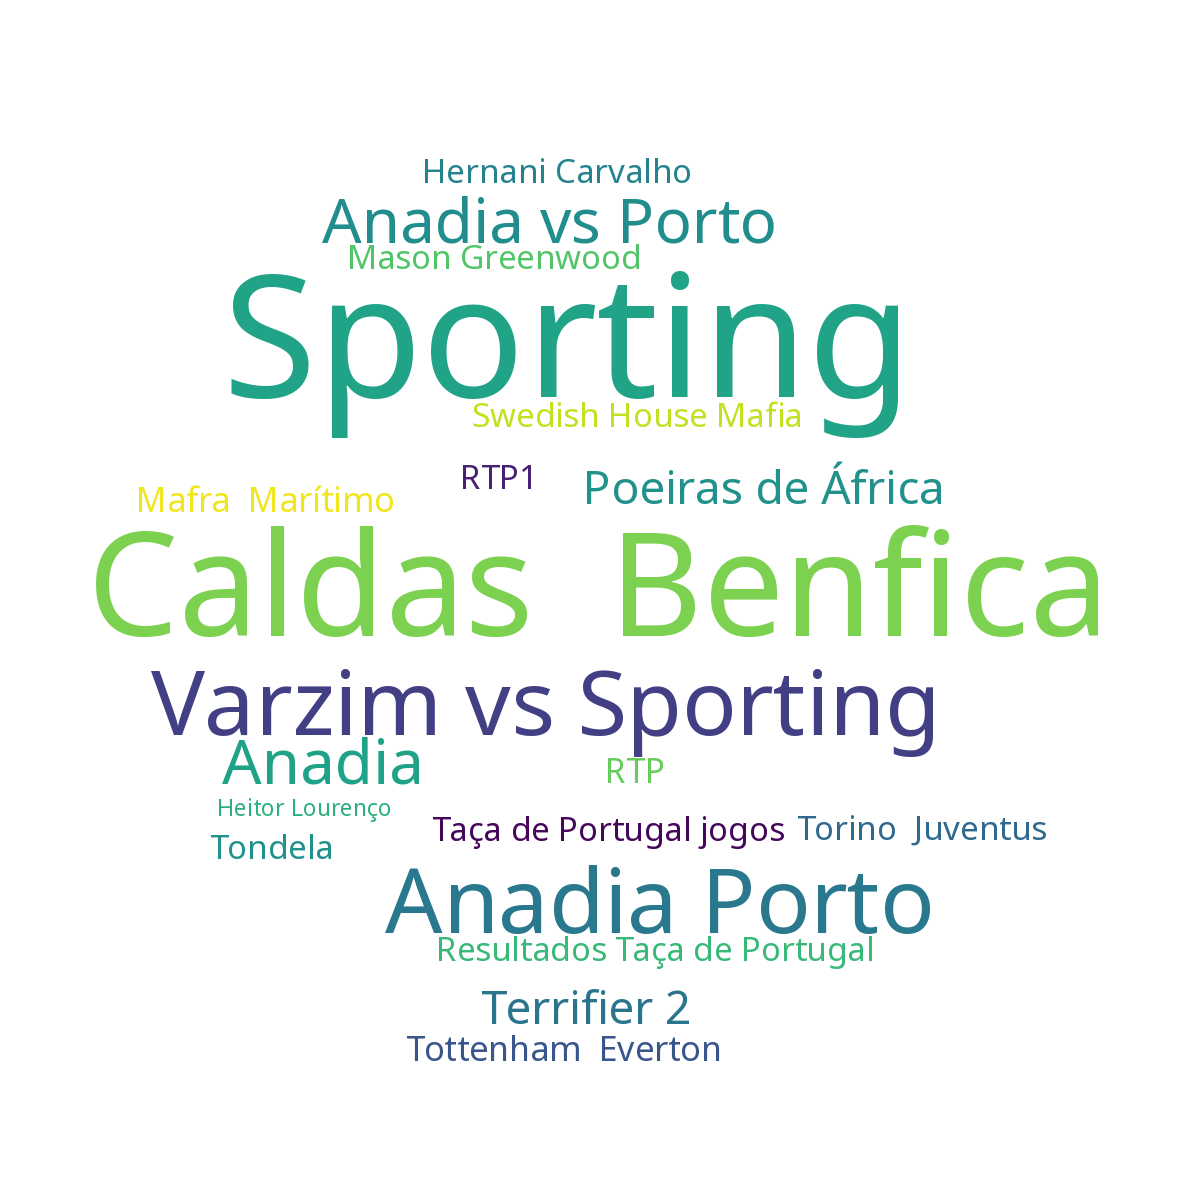 Hernani Carvalho
Anadia vs Porto
Mason Greenwood
Sporting
Swedish House Mafia
RTP1
Poeiras de África
Mafra Marítimo
Caldas Benfica
Varzim vs Sporting
Anadia
RTP
Heitor Lourenço
Taça de Portugal jogos
Torino Juventus
Tondela
Anadia Porto
Resultados Taça de Portugal
Terrifier 2
Tottenham Everton